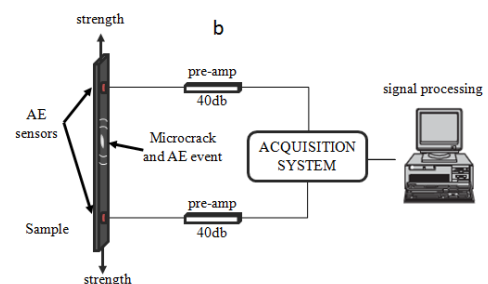 strength
b
pre-amp
40db
signal processing
AE
sensors
Microcrack
and AE event
ACQUISITION
SYSTEM
pre-amp
40db
Sample
strength